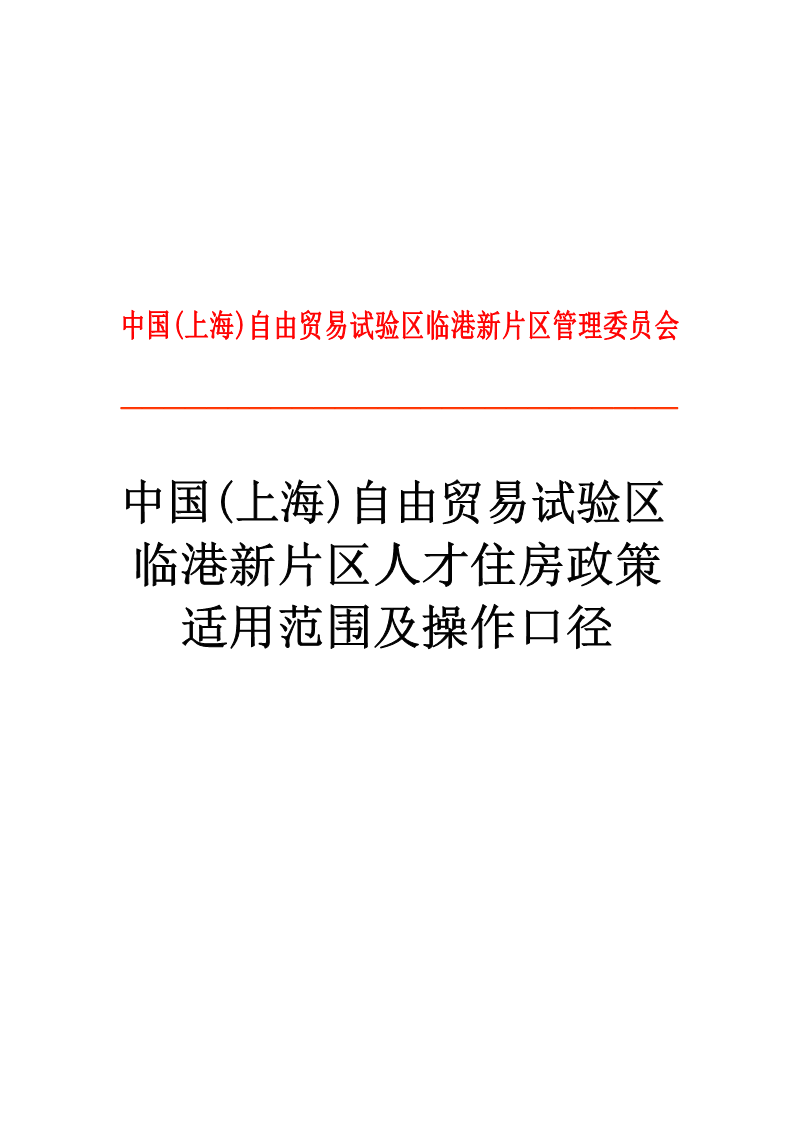 中国(上海)自由贸易试验区临港新片区管理委员会
中国(上海)自由贸易试验区
临港新片区人才住房政策
适用范围及操作口径